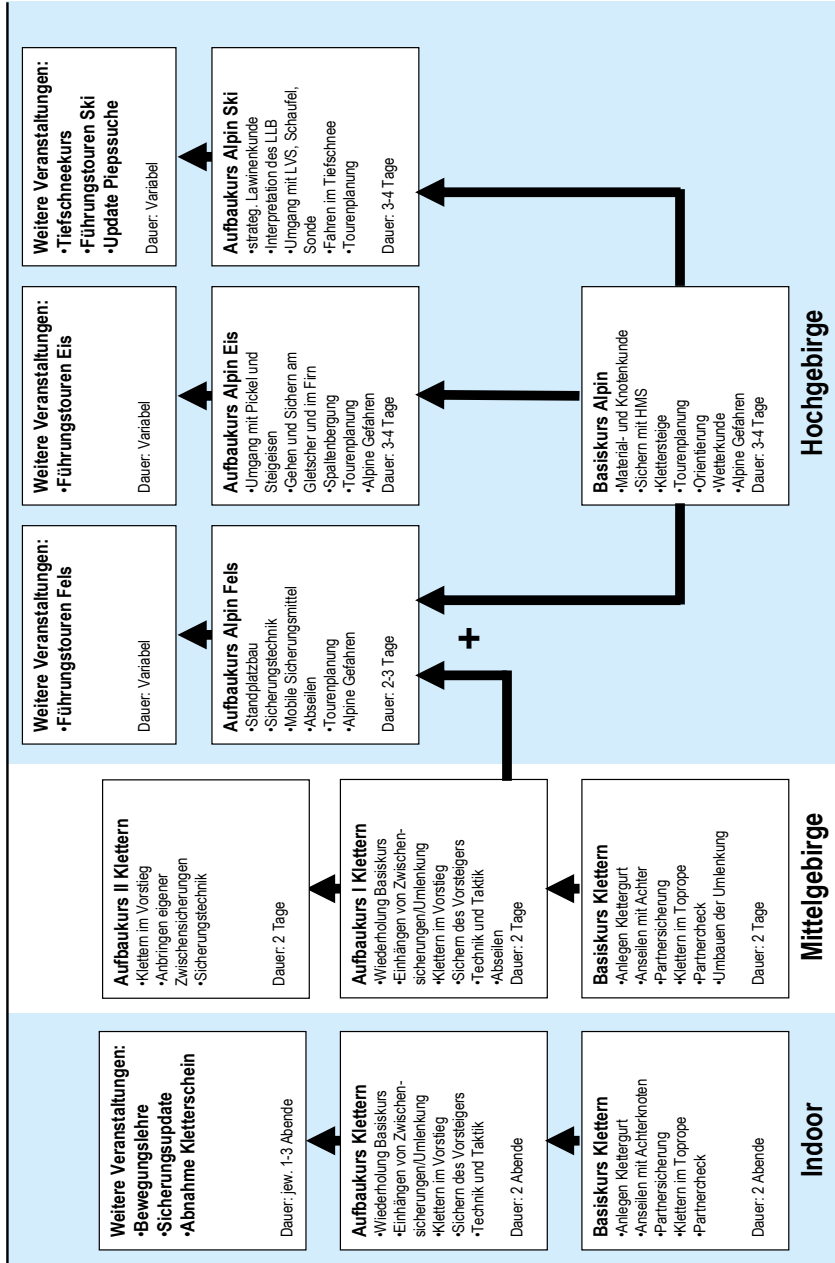 Weitere Veranstaltungen:
•Bewegungslehre
•Sicherungsupdate
•Abnahme Kletterschein
Dauer: jew. 1-3 Abende
Aufbaukurs Klettern
•Wiederholung Basiskurs
•Einhängen von Zwischen-
sicherungen/Umlenkung
•Klettern im Vorstieg
•Sichern des Vorsteigers
•Technik und Taktik
Dauer: 2 Abende
Basiskurs Klettern
•Anlegen Klettergurt
•Anseilen mit Achterknoten
•Partnersicherung
•Klettern im Toprope
•Partnercheck
Dauer: 2 Abende
Indoor
Aufbaukurs II Klettern
•Klettern im Vorstieg
•Anbringen eigener
Zwischensicherungen
•Sicherungstechnik
Dauer: 2 Tage
Aufbaukurs I Klettern
•Wiederholung Basiskurs
•Einhängen von Zwischen-
sicherungen/Umlenkung
•Klettern im Vorstieg
•Sichern des Vorsteigers
•Technik und Taktik
•Abseilen
Dauer: 2 Tage
Basiskurs Klettern
•Anlegen Klettergurt
•Anseilen mit Achter
•Partnersicherung
•Klettern im Toprope
•Partnercheck
•Umbauen der Umlenkung
Dauer: 2 Tage
Mittelgebirge
Weitere Veranstaltungen:
•Führungstouren Fels
Dauer: Variabel
Aufbaukurs Alpin Fels
•Standplatzbau
•Sicherungstechnik
•Mobile Sicherungsmittel
•Abseilen
•Tourenplanung
•Alpine Gefahren
Dauer: 2-3 Tage
+
Weitere Veranstaltungen:
•Führungstouren Eis
Dauer: Variabel
Aufbaukurs Alpin Eis
•Umgang mit Pickel und
Steigeisen
•Gehen und Sichern am
Gletscher und im Firn
•Spaltenbergung
•Tourenplanung
•Alpine Gefahren
Dauer: 3-4 Tage
Weitere Veranstaltungen:
•Tiefschneekurs
•Führungstouren Ski
•Update Piepssuche
Dauer: Variabel
Aufbaukurs Alpin Ski
•strateg. Lawinenkunde
•Interpretation des LLB
•Umgang mit LVS, Schaufel,
Sonde
•Fahren im Tiefschnee
•Tourenplanung
Dauer: 3-4 Tage
Basiskurs Alpin
•Material- und Knotenkunde
•Sichern mit HMS
•Klettersteige
•Tourenplanung
•Orientierung
•Wetterkunde
•Alpine Gefahren
Dauer: 3-4 Tage
Hochgebirge